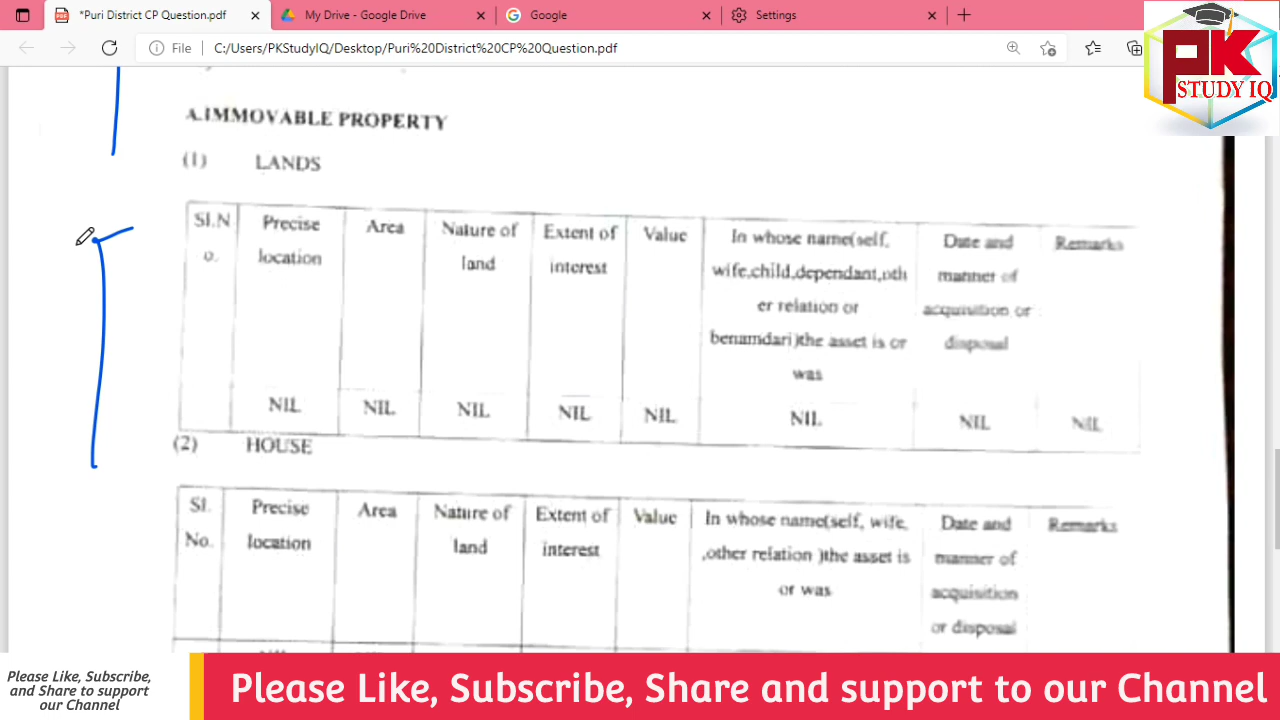 *Puri District CP Question.pdf
My Drive - Google Drive
Google
Settings
File C:/Users/PKStudyIQ/Desktop/Puri%20District%20CP%20Question.pdf
PK
STUDY IQ
A.IMMOVABLE PROPERTY
(1) LANDS
Sl.N Precise Area Nature of Extent of Value In whose name(self, Date and Remarks
o. location land interest wife,child,dependant,oth manner of
er relation or acquisition or
benamdari)the asset is or disposal
was
NIL NIL NIL NIL NIL NIL NIL NIL
(2) HOUSE
Sl. Precise Area Nature of Extent of Value In whose name(self, wife, Date and Remarks
No. location land interest ,other relation )the asset is manner of
or was acquisition
or disposal
Please Like, Subscribe,
and Share to support
our Channel
Please Like, Subscribe, Share and support to our Channel